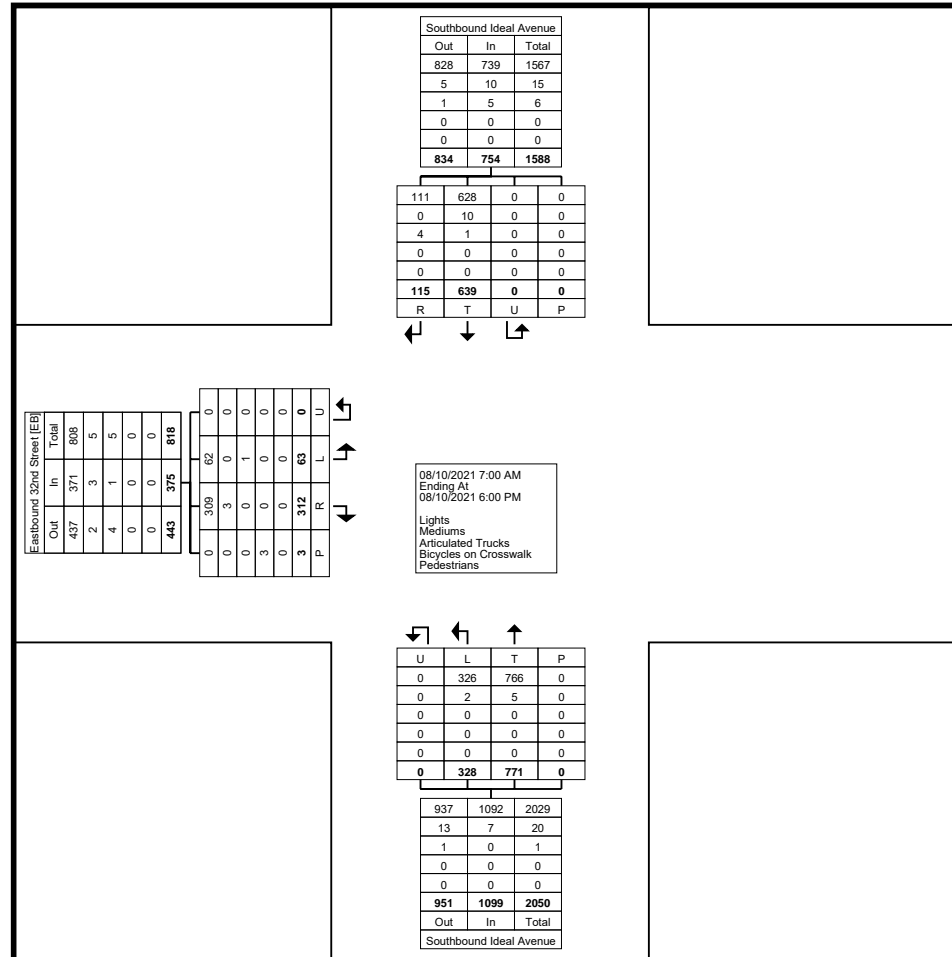 Southbound Ideal Avenue
Out In Total
828 739 1567
5 10 15
1 5 6
0 0 0
0 0 0
834 754 1588
111 628 0 0
0 10 0 0
4 1 0 0
0 0 0 0
0 0 0 0
115 639 0 0
R T U P
Eastbound 32nd Street [EB]
Out In Total
437 371 808
2 3 5
4 1 5
0 0 0
0 0 0
443 375 818
0 309 62 0
0 3 0 0
0 0 1 0
3 0 0 0
0 0 0 0
3 312 63 0
P R L U
08/10/2021 7:00 AM
Ending At
08/10/2021 6:00 PM
Lights
Mediums
Articulated Trucks
Bicycles on Crosswalk
Pedestrians
U L T P
0 326 766 0
0 2 5 0
0 0 0 0
0 0 0 0
0 0 0 0
0 328 771 0
937 1092 2029
13 7 20
1 0 1
0 0 0
0 0 0
951 1099 2050
Out In Total
Southbound Ideal Avenue